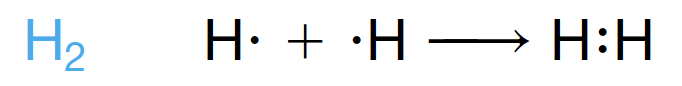 H₂ H· + ·H ⟶ H:H